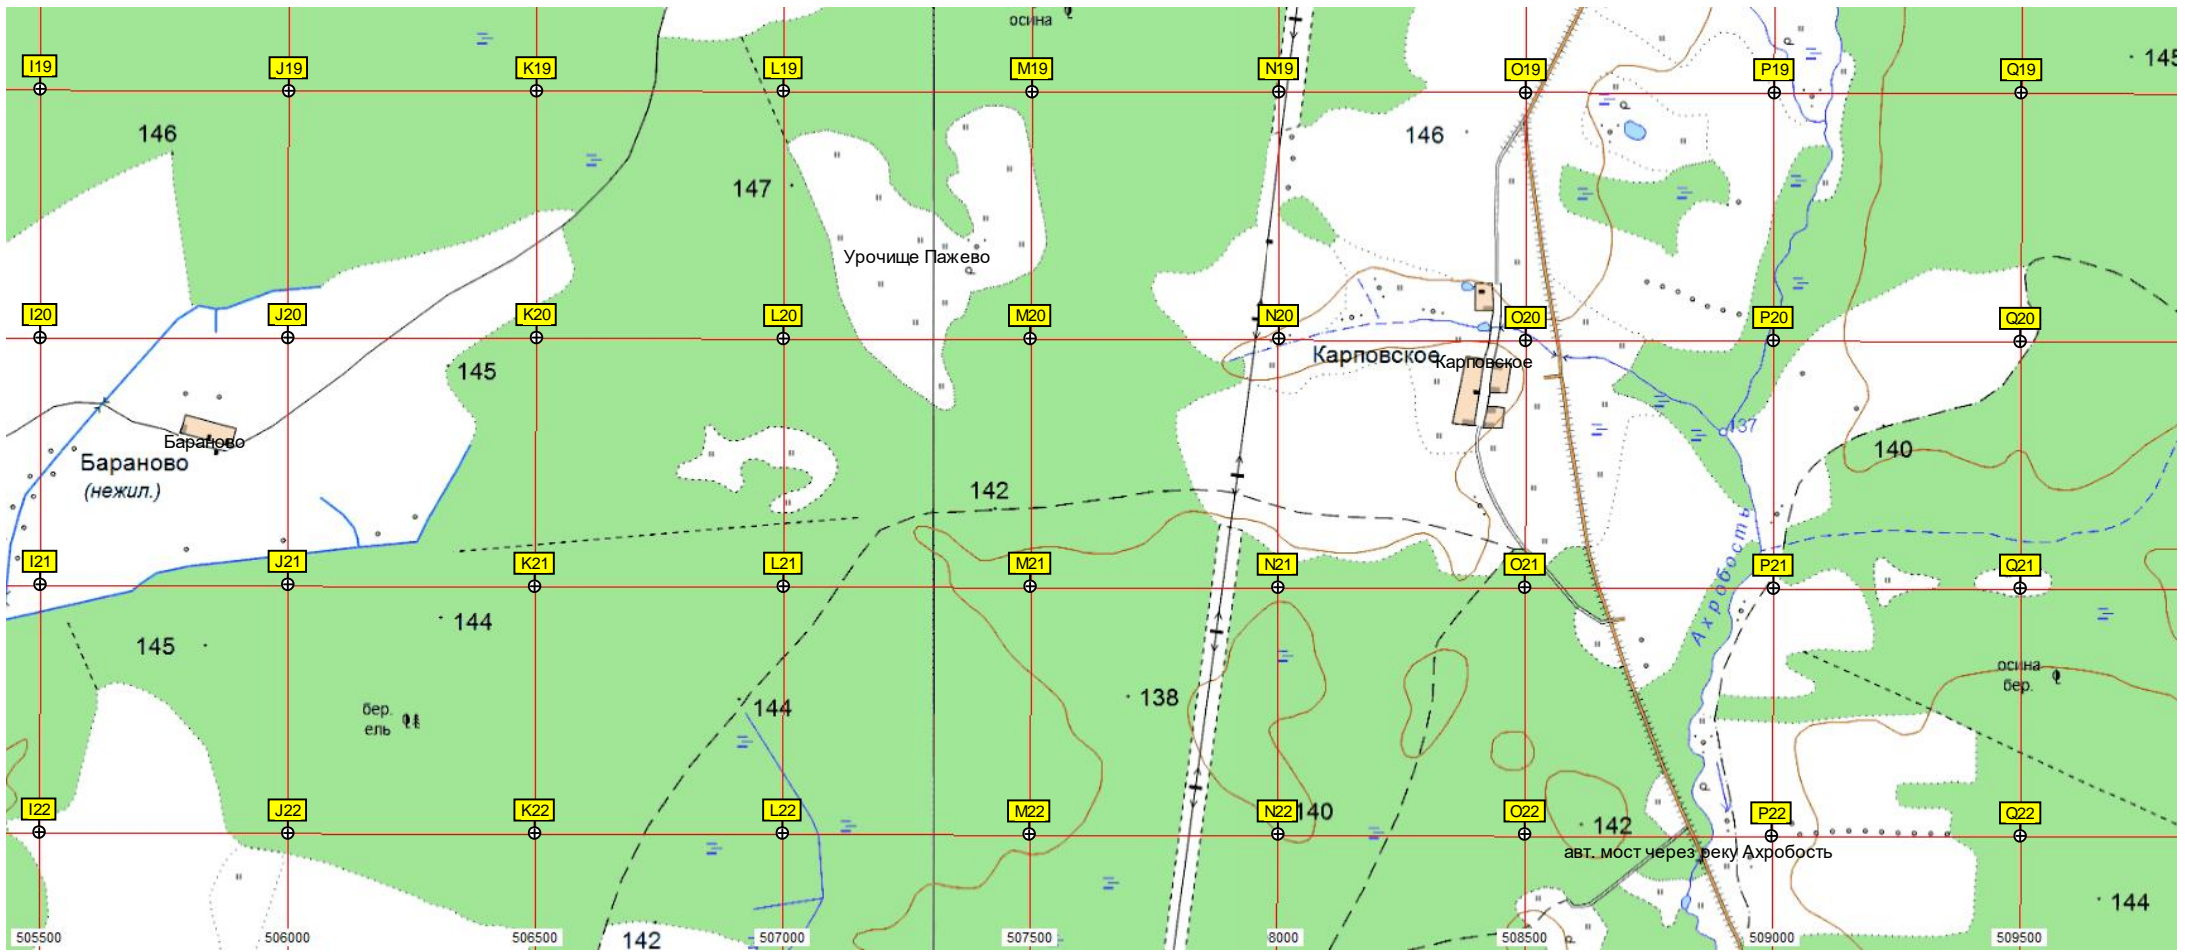 осина
I19
J19
K19
L19
M19
N19
O19
P19
Q19
145
146
146
147
Урочище Пажево
I20
J20
K20
L20
M20
N20
O20
P20
Q20
Карповское
Карповское
145
137
Бараново
Бараново
(нежил.)
140
142
Ахробость
I21
J21
K21
L21
M21
N21
O21
P21
Q21
144
145
осина
бер.
138
144
бер.
ель
I22
J22
K22
L22
M22
N22
140
O22
142
P22
Q22
авт. мост через реку Ахробость
144
142
505500
506000
506500
507000
507500
8000
508500
509000
509500